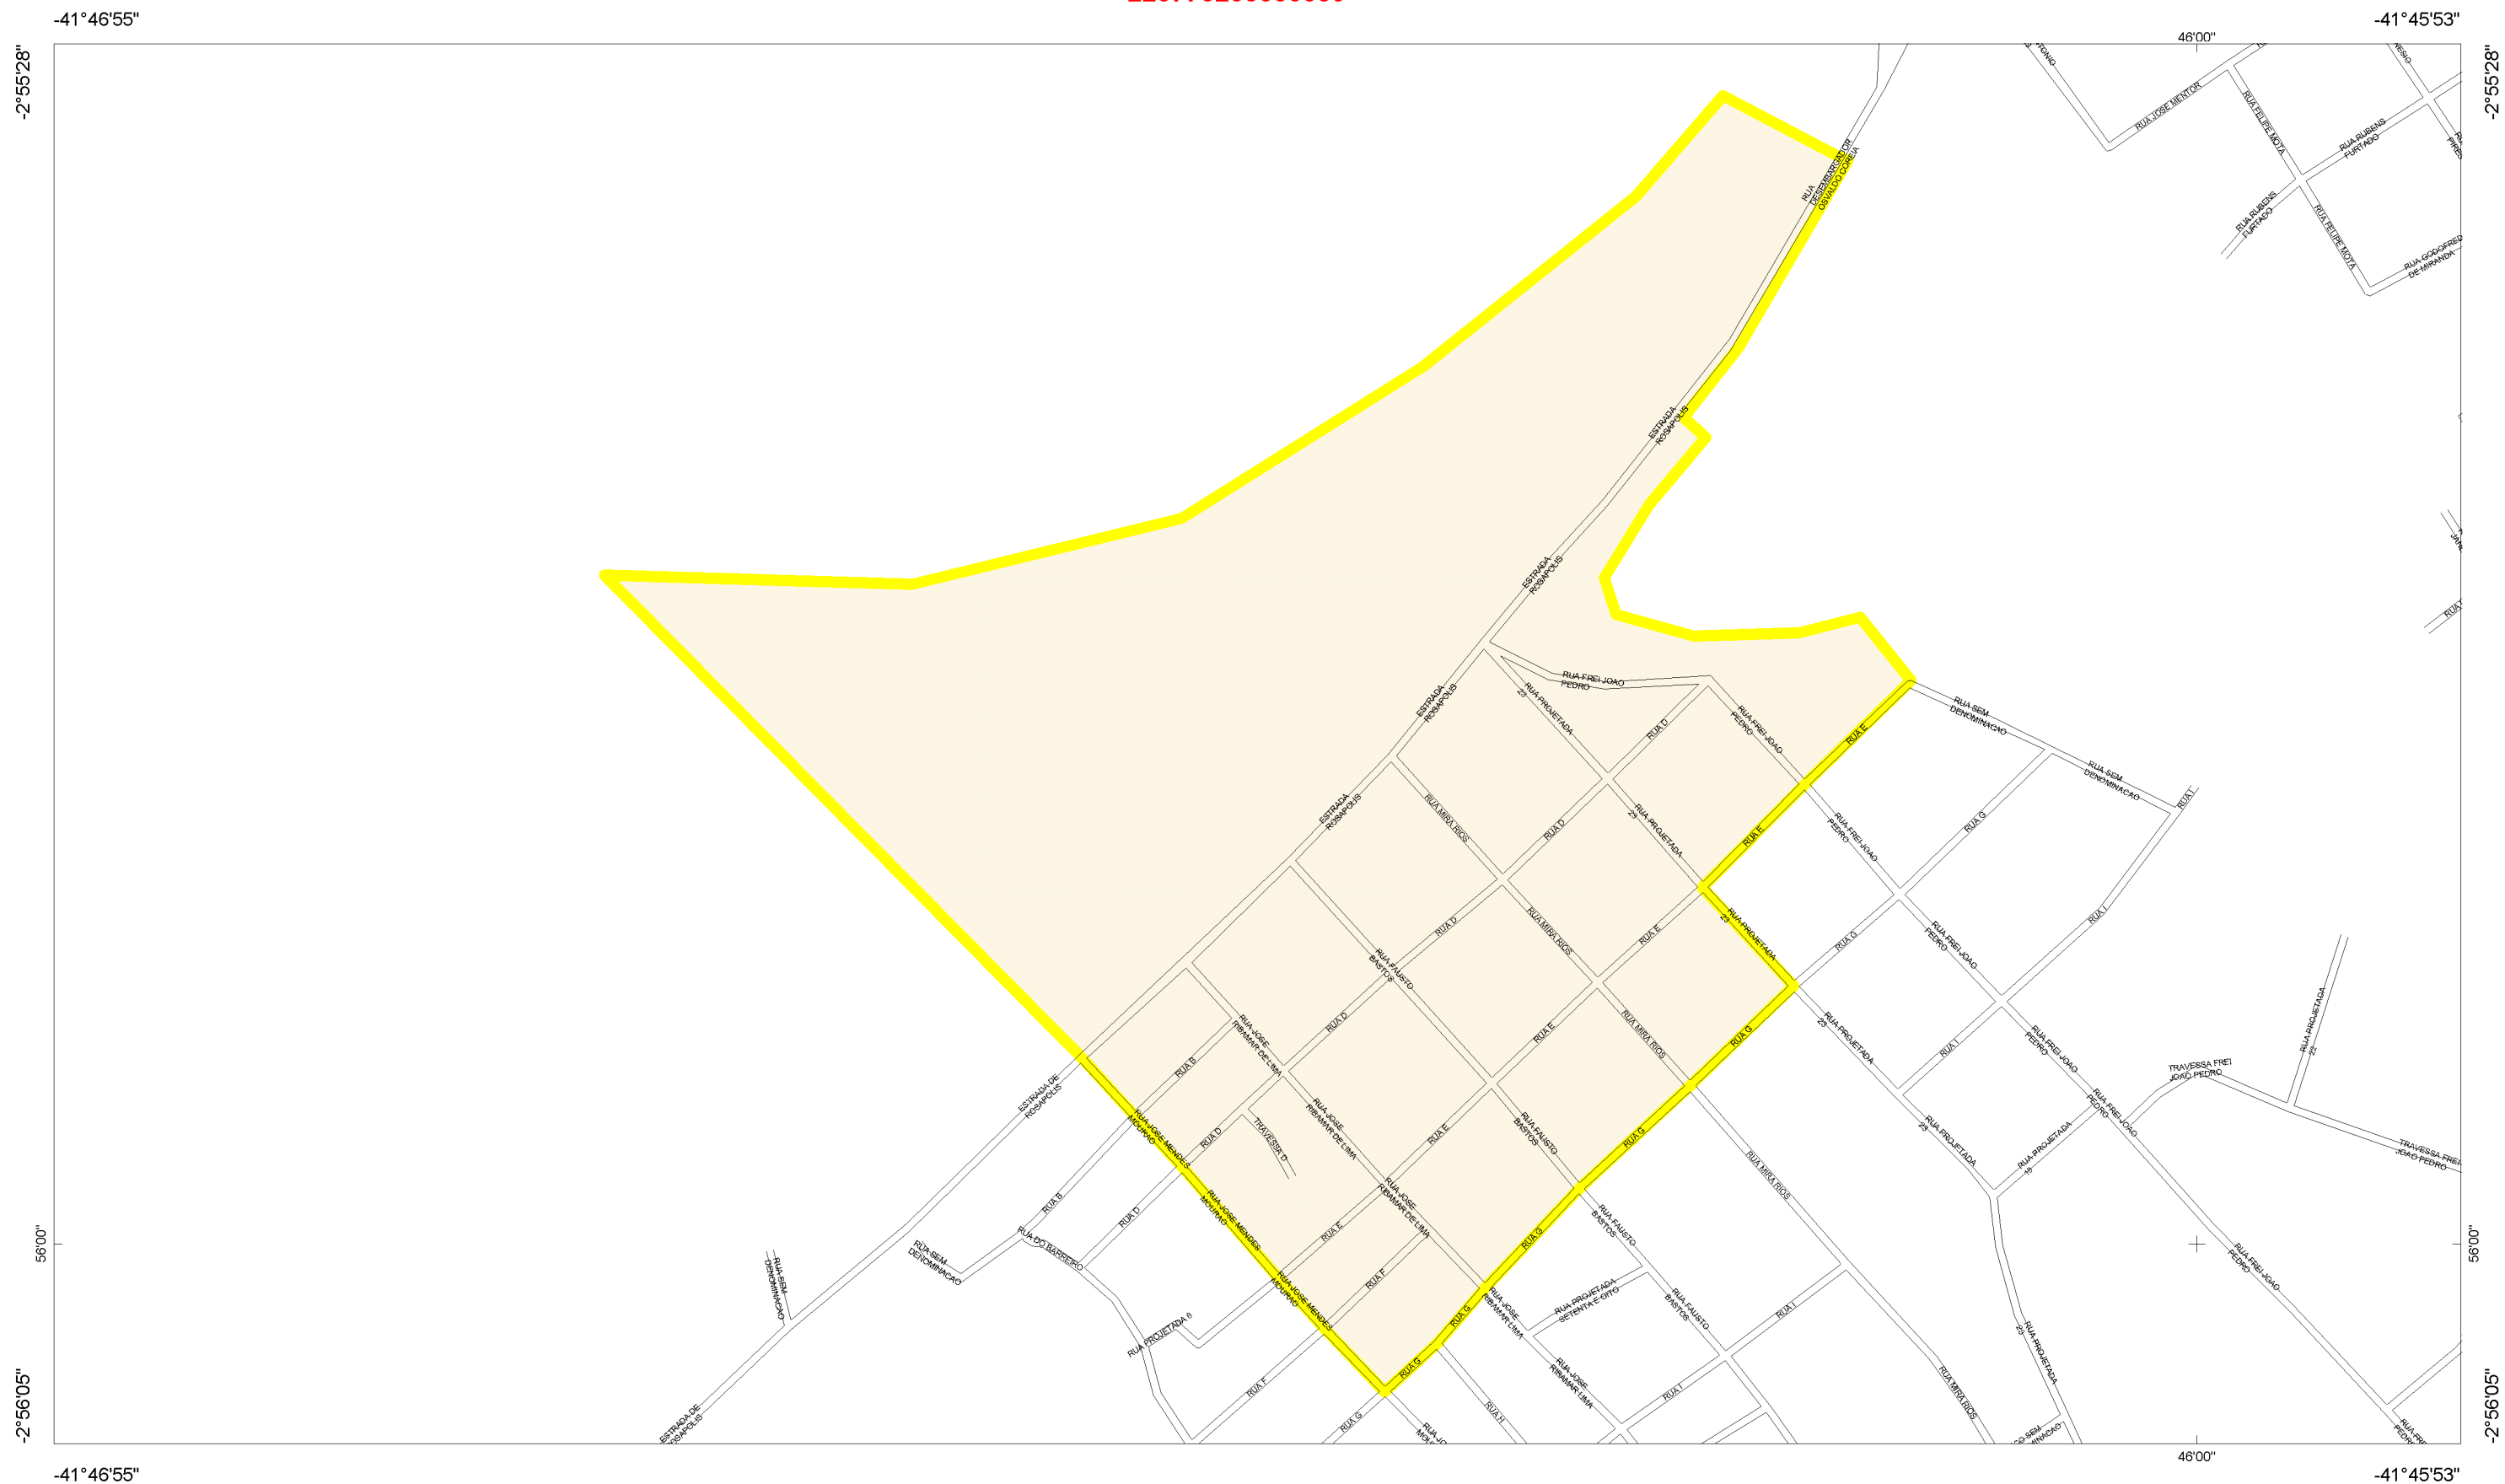 -41°46'55"
-41°45'53"
46'00"
-2°55'28"
-2°55'28"
RUA JOSE MENTOR
RUA FELIPE MOTA
RUA RUBENS
FURTADO
RUA RUBENS
FURTADO
RUA FELIPE MOTA
RUA GODOFRED
DE MIRANDA
RUA
DESEMBARGADOR
OSVALDO COREIA
ESTRADA
ROSAPOLIS
ESTRADA
ROSAPOLIS
ESTRADA
ROSAPOLIS
ESTRADA
ROSAPOLIS
RUA FREI JOAO
PEDRO
RUA PROJETADA
23
RUA D
RUA FREI JOAO
PEDRO
RUA E
RUA SEM
DENOMINACAO
RUA SEM
DENOMINACAO
RUA I
RUA MIRA RIOS
RUA D
RUA PROJETADA
23
RUA E
RUA FREI JOAO
PEDRO
RUA G
RUA FAUSTO
BASTOS
RUA D
RUA MIRA RIOS
RUA E
RUA PROJETADA
23
RUA G
RUA FREI JOAO
PEDRO
RUA I
RUA JOSE
RIBAMAR DE LIMA
RUA D
RUA E
RUA MIRA RIOS
RUA G
RUA PROJETADA
23
RUA I
RUA FREI JOAO
PEDRO
RUA PROJETADA
22
TRAVESSA FREI
JOAO PEDRO
ESTRADA DE
ROSAPOLIS
RUA B
RUA JOSE MENDES
MOURAO
RUA D
TRAVESSA D
RUA JOSE
RIBAMAR DE LIMA
RUA E
RUA FAUSTO
BASTOS
RUA G
RUA MIRA RIOS
RUA PROJETADA
23
RUA PROJETADA
19
RUA FREI JOAO
PEDRO
TRAVESSA FREI
JOAO PEDRO
RUA B
RUA D
RUA JOSE MENDES
MOURAO
RUA E
RUA JOSE
RIBAMAR DE LIMA
RUA G
RUA FAUSTO
BASTOS
56'00"
56'00"
RUA SEM
DENOMINACAO
RUA SEM
DENOMINACAO
RUA DO BARREIRO
RUA JOSE MENDES
MOURAO
RUA F
RUA G
RUA JOSE
RIBAMAR LIMA
RUA PROJETADA
SETENTA E OITO
RUA FAUSTO
BASTOS
RUA I
RUA FREI JOAO
PEDRO
RUA PROJETADA 6
RUA F
RUA G
RUA JOSE
RIBAMAR LIMA
RUA I
RUA MIRA RIOS
RUA PROJETADA
23
ESTRADA DE
RUA G
RUA H
-2°56'05"
-2°56'05"
46'00"
-41°46'55"
-41°45'53"